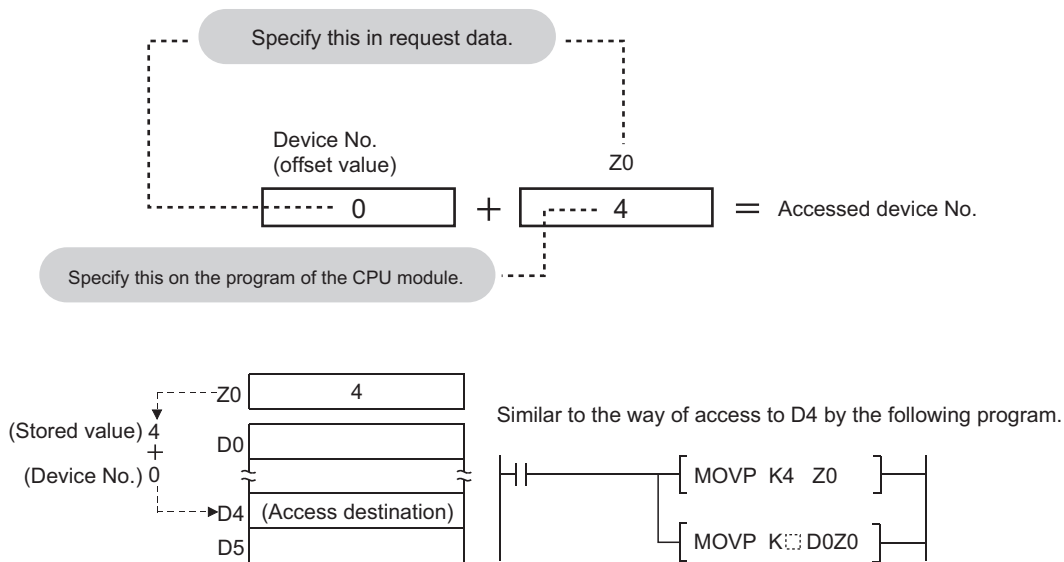 Specify this in request data.
Device No.
(offset value)
Z0
0 + 4 = Accessed device No.
Specify this on the program of the CPU module.
Z0 4
Similar to the way of access to D4 by the following program.
(Stored value) 4
D0
+
(Device No.) 0
MOVP K4 Z0
D4 (Access destination)
D5
MOVP K D0Z0